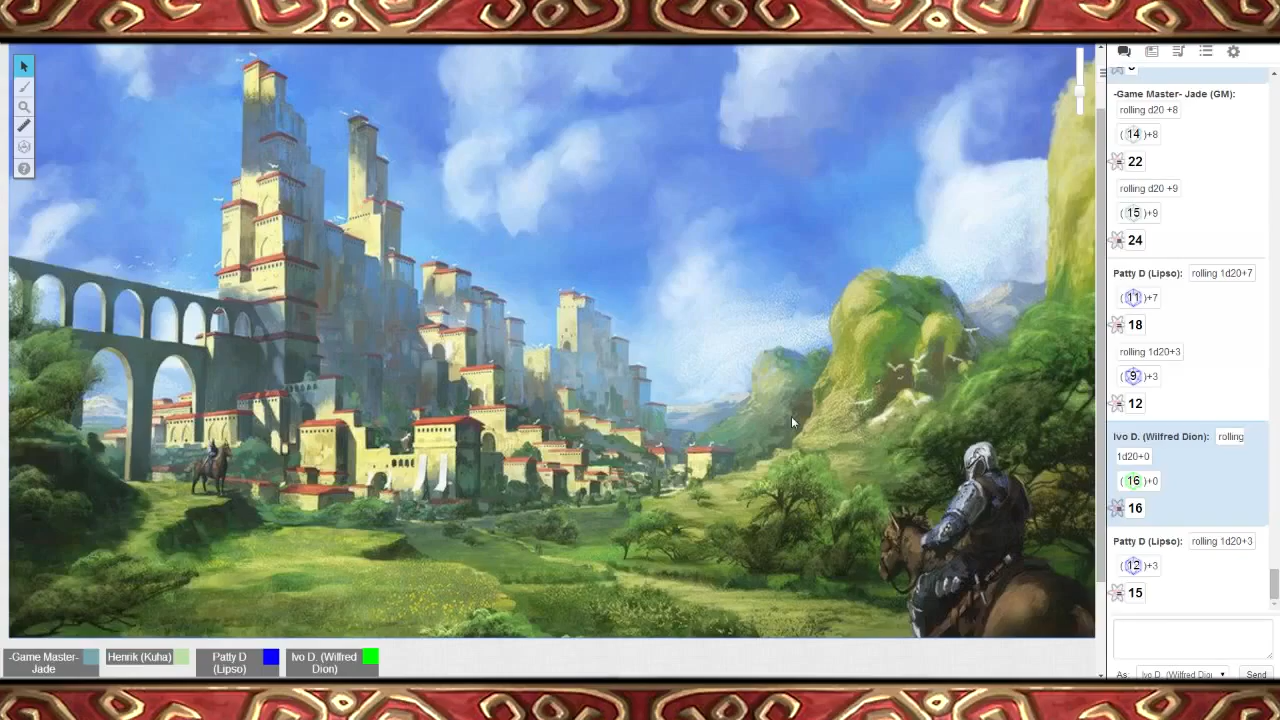 -Game Master- Jade (GM):
rolling d20 +8
(14)+8
= 22
rolling d20 +9
(15)+9
= 24
Patty D (Lipso): rolling 1d20+7
(11)+7
= 18
rolling 1d20+3
(9)+3
= 12
Ivo D. (Wilfred Dion): rolling
1d20+0
(16)+0
= 16
Patty D (Lipso): rolling 1d20+3
(12)+3
= 15
As: Ivo D. (Wilfred Dio
Send
-Game Master-
Jade
Henrik (Kuha)
Patty D
(Lipso)
Ivo D. (Wilfred
Dion)